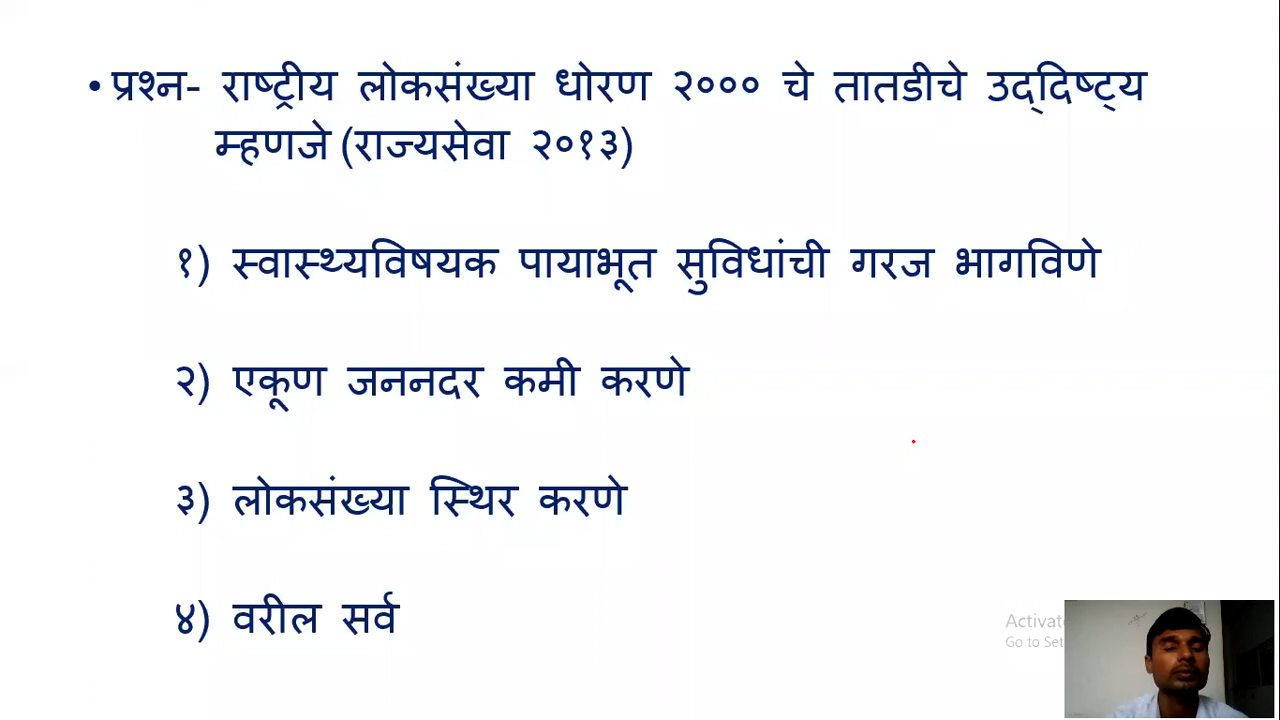 • प्रश्न- राष्ट्रीय लोकसंख्या धोरण २००० चे तातडीचे उद्‌दिष्ट्य
म्हणजे (राज्यसेवा २०१३)
१) स्वास्थ्यविषयक पायाभूत सुविधांची गरज भागविणे
२) एकूण जननदर कमी करणे
३) लोकसंख्या स्थिर करणे
४) वरील सर्व
Activat
Go to Set